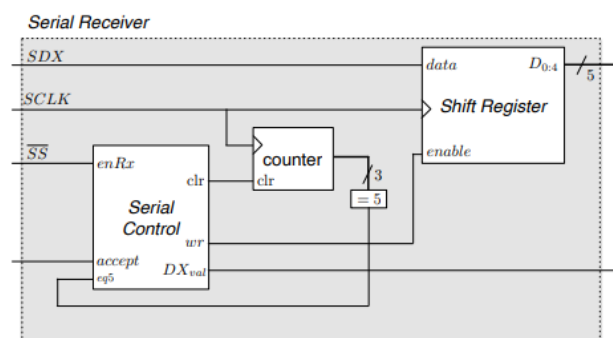 Serial Receiver
SDX
data
D0:4
5
SCLK
Shift Register
counter
SS
enRx
clr
clr
3
enable
= 5
Serial
Control
wr
accept
DXval
eq5